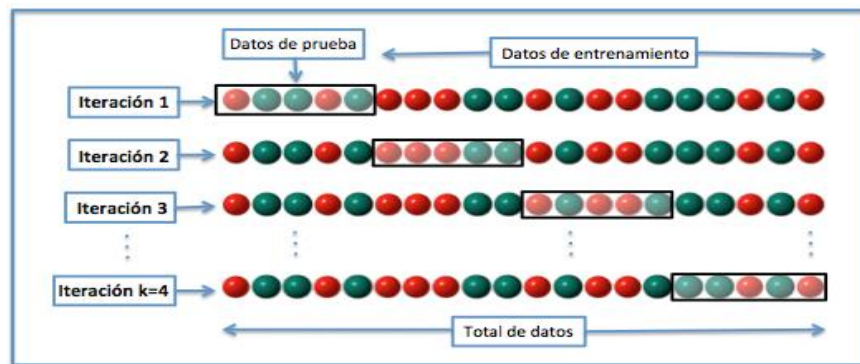 Datos de prueba
Datos de entrenamiento
Iteración 1
Iteración 2
Iteración 3
Iteración k=4
Total de datos